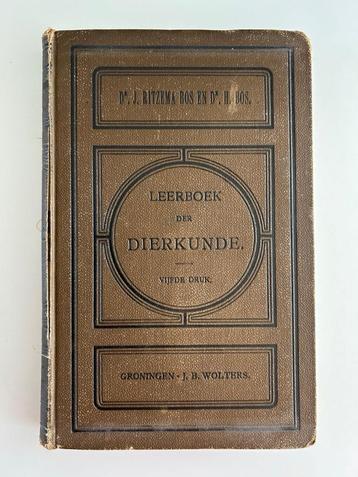 Dr. J. RITZEMA BOS EN Dr. H. BOS.
LEERBOEK
DER
DIERKUNDE.
VIJFDE DRUK.
GRONINGEN - J. B. WOLTERS.